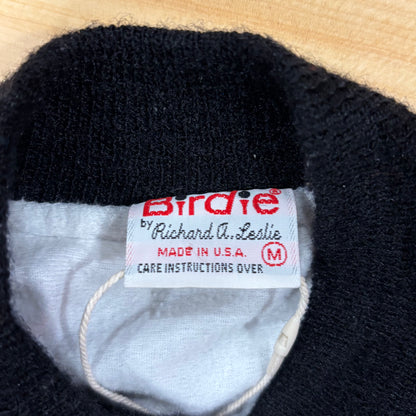 Birdie®
by Richard A. Leslie
MADE IN U.S.A. M
CARE INSTRUCTIONS OVER